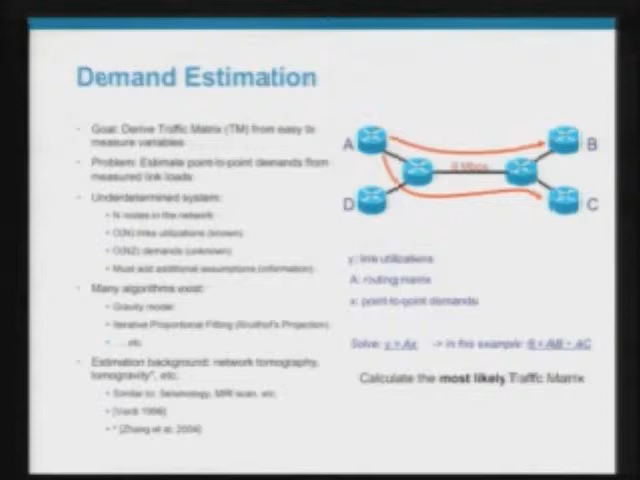 Demand Estimation
Goal: Derive Traffic Matrix (TM) from easy to
measure variables
Problem: Estimate point-to-point demands from
measured link loads
Underdetermined system:
N nodes in the network
O(N) links utilizations (known)
O(N2) demands (unknown)
Must add additional assumptions (information)
Many algorithms exist:
Gravity model
Iterative Proportional Fitting (Kruithof's Projection)
… etc
Estimation background: network tomography,
tomogravity*, etc.
Similar to: Seismology, MRI scan, etc.
[Vardi 1996]
* [Zhang et al, 2004]
A
B
6 Mbps
D
C
y: link utilizations
A: routing matrix
x: point-to-point demands
Solve: y = Ax -> in this example: 6 = AB + AC
Calculate the most likely Traffic Matrix